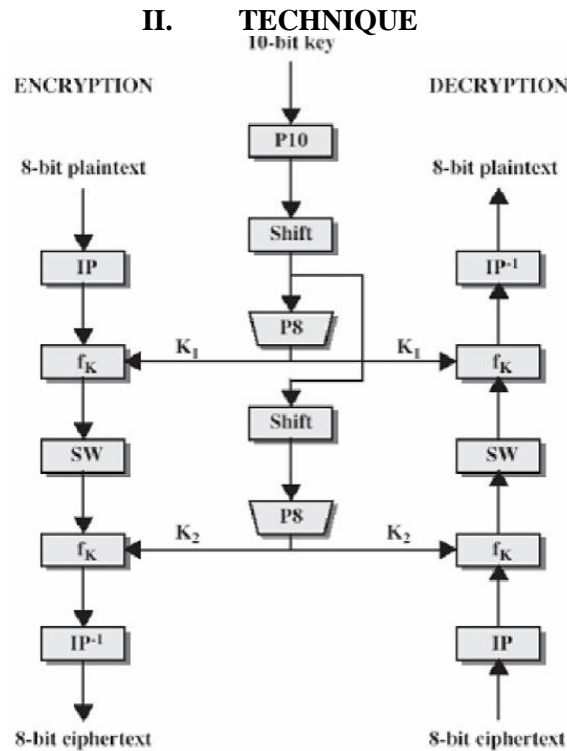 II. TECHNIQUE
10-bit key
ENCRYPTION
DECRYPTION
P10
8-bit plaintext
8-bit plaintext
Shift
IP
IP-1
P8
fK
K1
K1
fK
Shift
SW
SW
P8
fK
K2
K2
fK
IP-1
IP
8-bit ciphertext
8-bit ciphertext